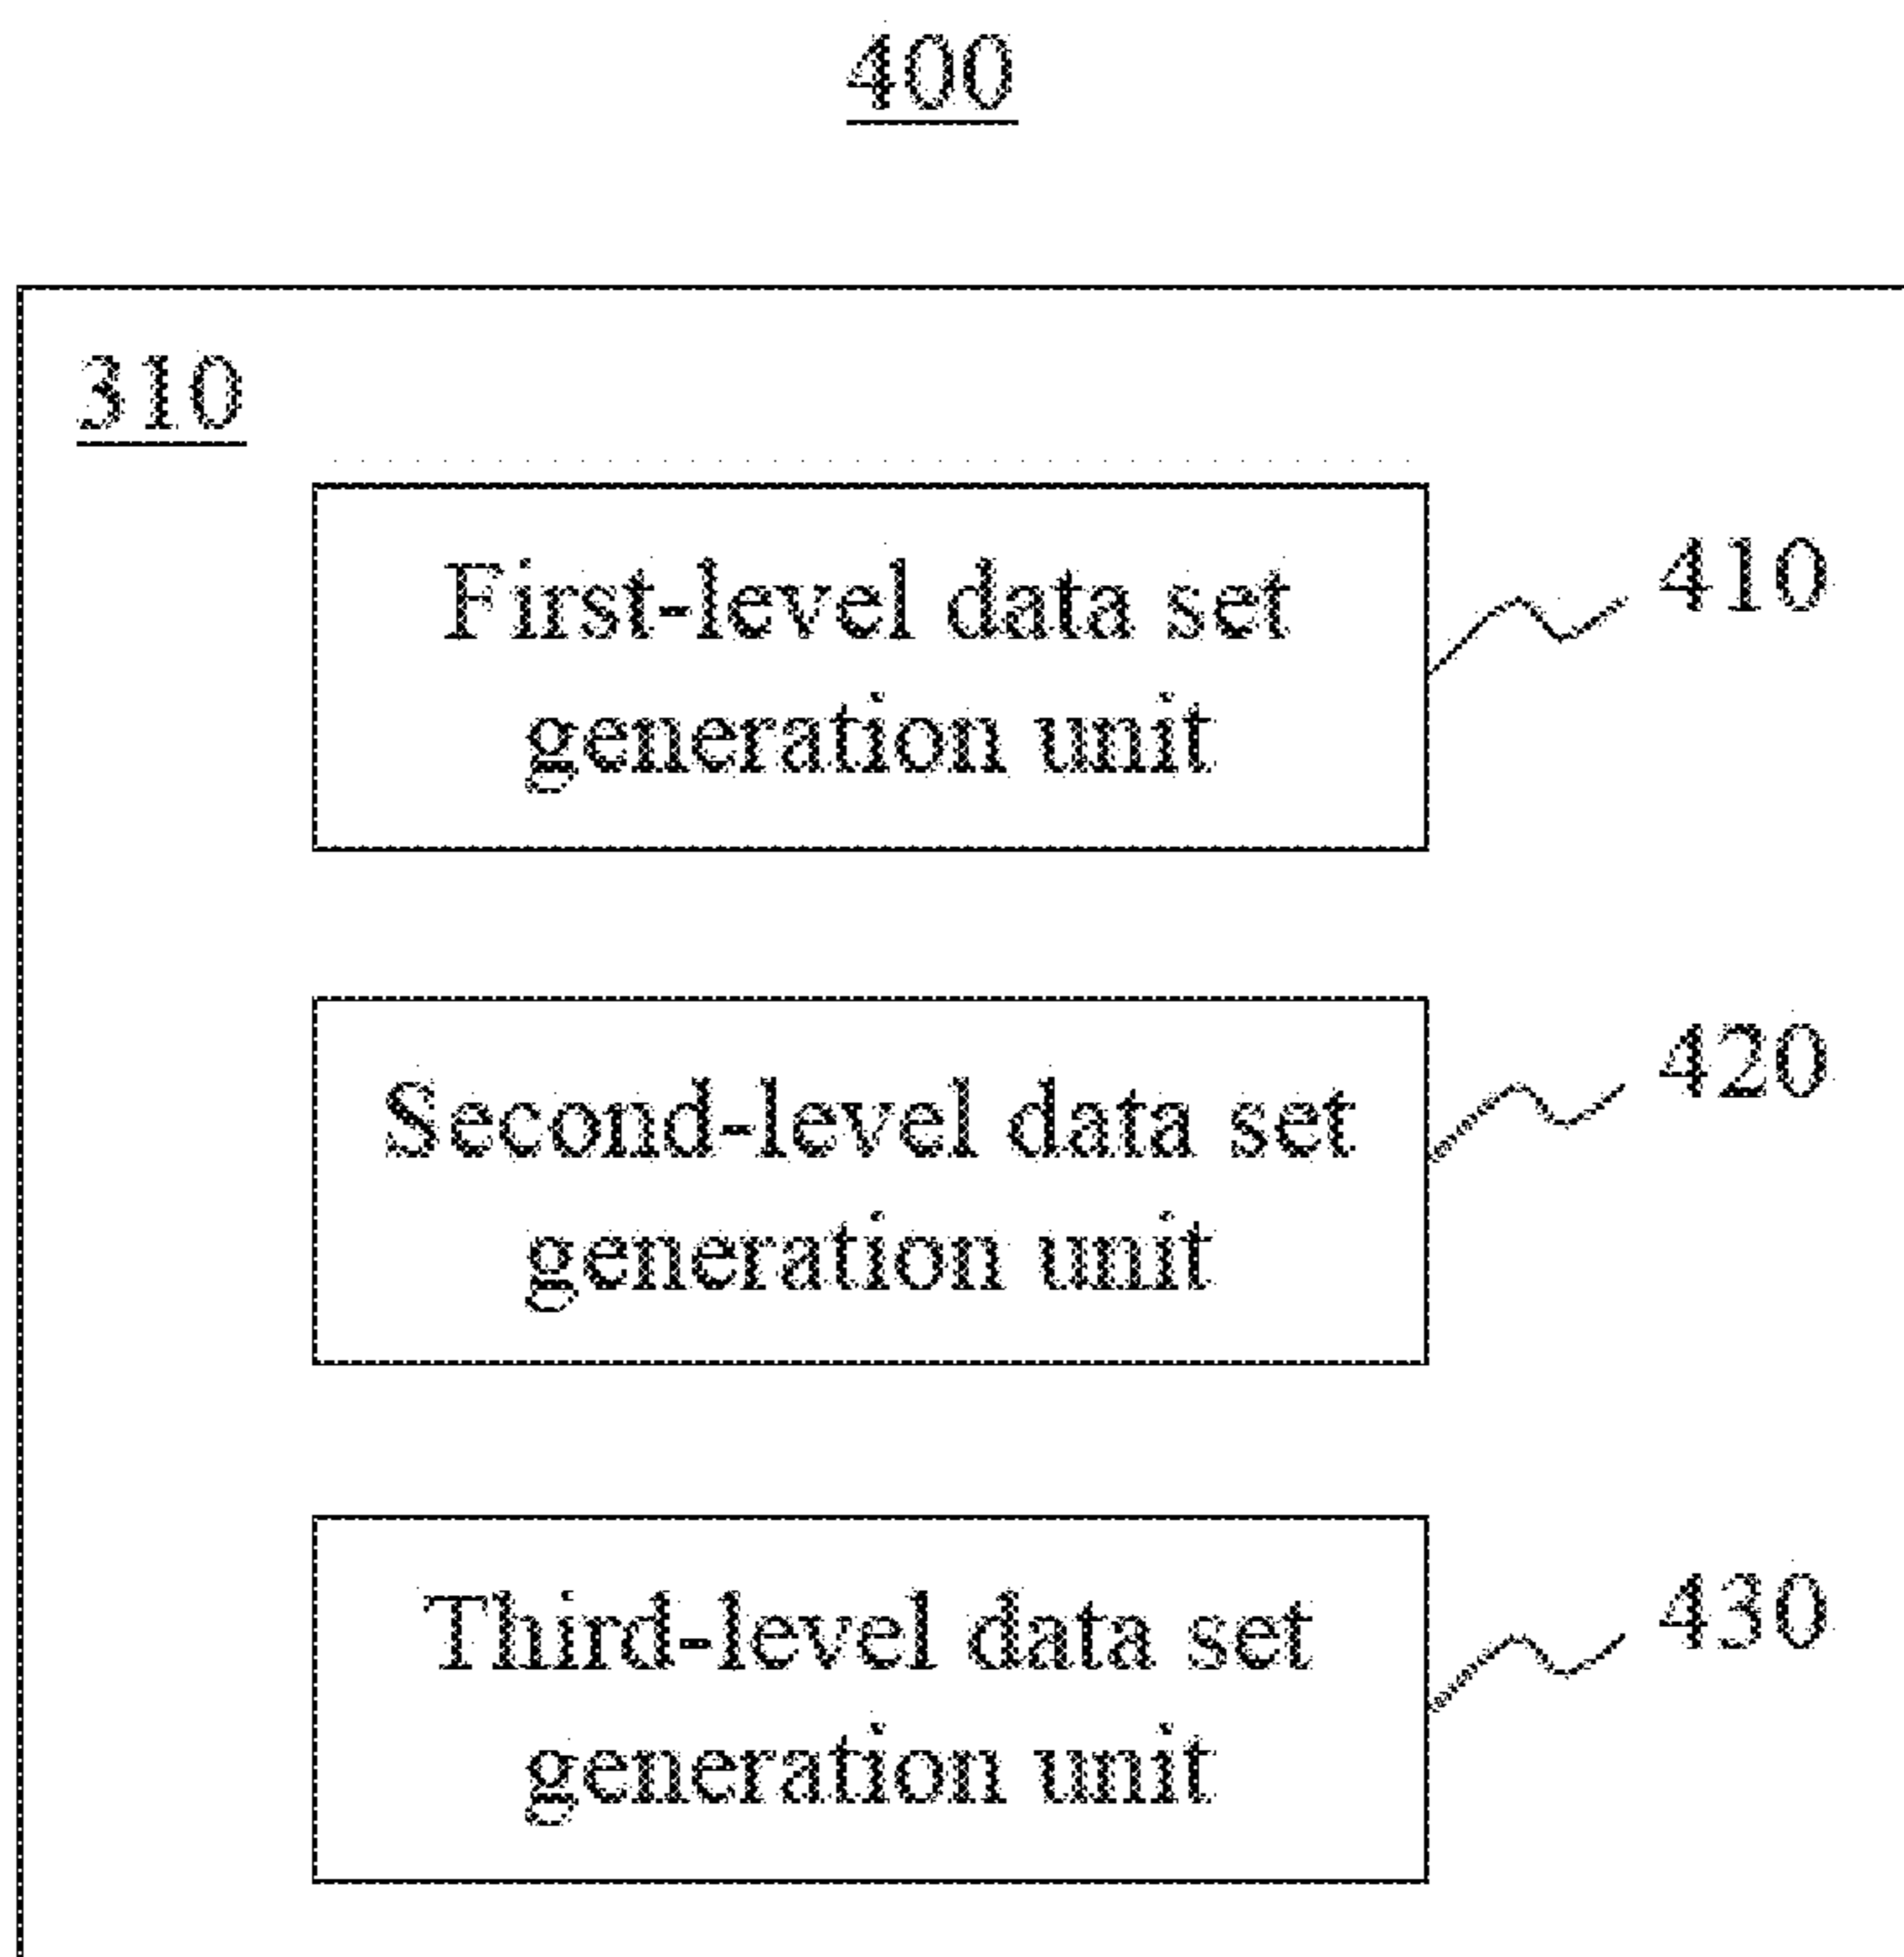 400
310
First-level data set
generation unit
410
Second-level data set
generation unit
420
Third-level data set
generation unit
430